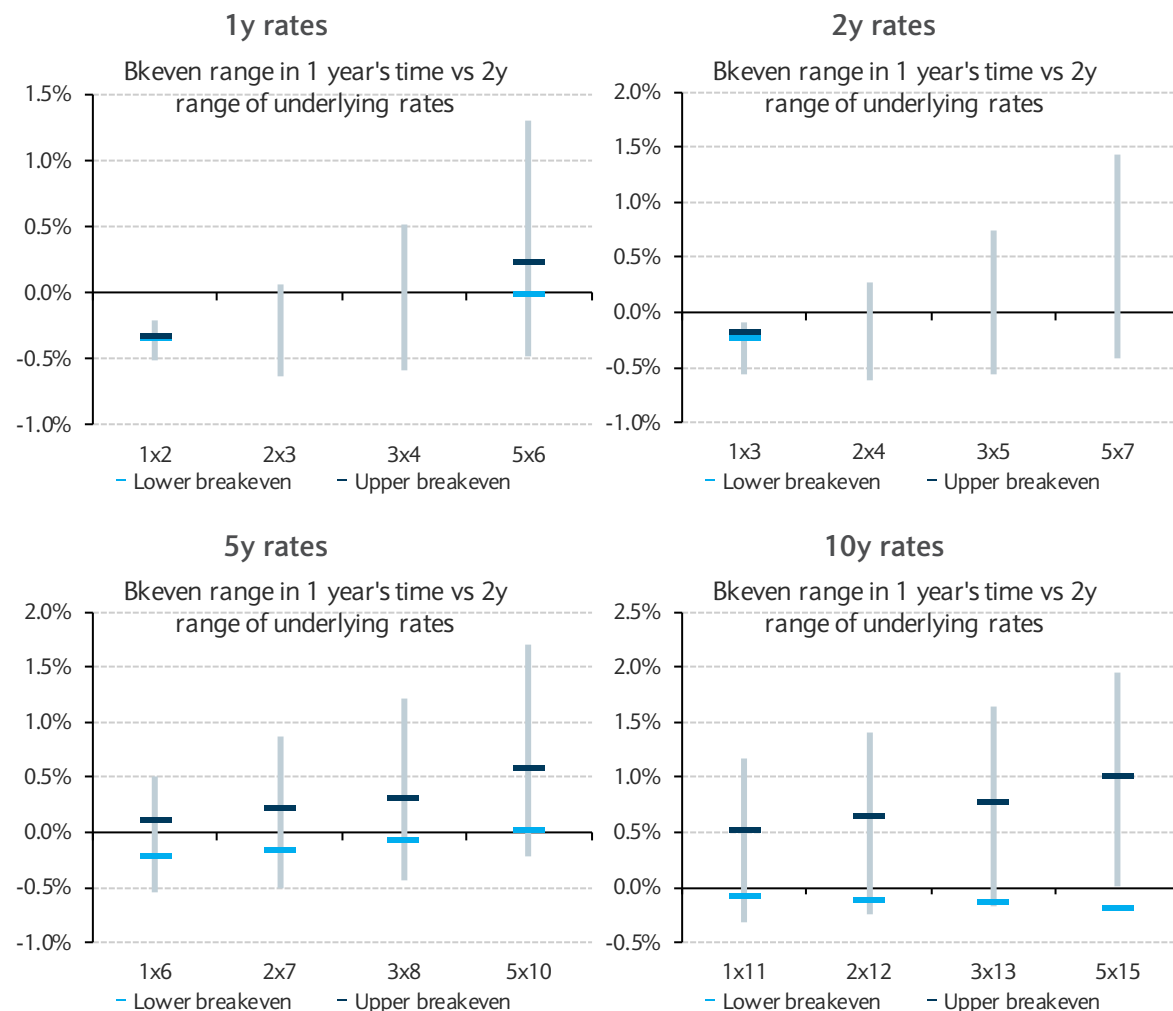 1y rates
Bkeven range in 1 year's time vs 2y
range of underlying rates
1.5%
1.0%
0.5%
0.0%
-0.5%
-1.0%
1x2 2x3 3x4 5x6
Lower breakeven Upper breakeven
2y rates
Bkeven range in 1 year's time vs 2y
range of underlying rates
2.0%
1.5%
1.0%
0.5%
0.0%
-0.5%
-1.0%
1x3 2x4 3x5 5x7
Lower breakeven Upper breakeven
5y rates
Bkeven range in 1 year's time vs 2y
range of underlying rates
2.0%
1.5%
1.0%
0.5%
0.0%
-0.5%
-1.0%
1x6 2x7 3x8 5x10
Lower breakeven Upper breakeven
10y rates
Bkeven range in 1 year's time vs 2y
range of underlying rates
2.5%
2.0%
1.5%
1.0%
0.5%
0.0%
-0.5%
1x11 2x12 3x13 5x15
Lower breakeven Upper breakeven